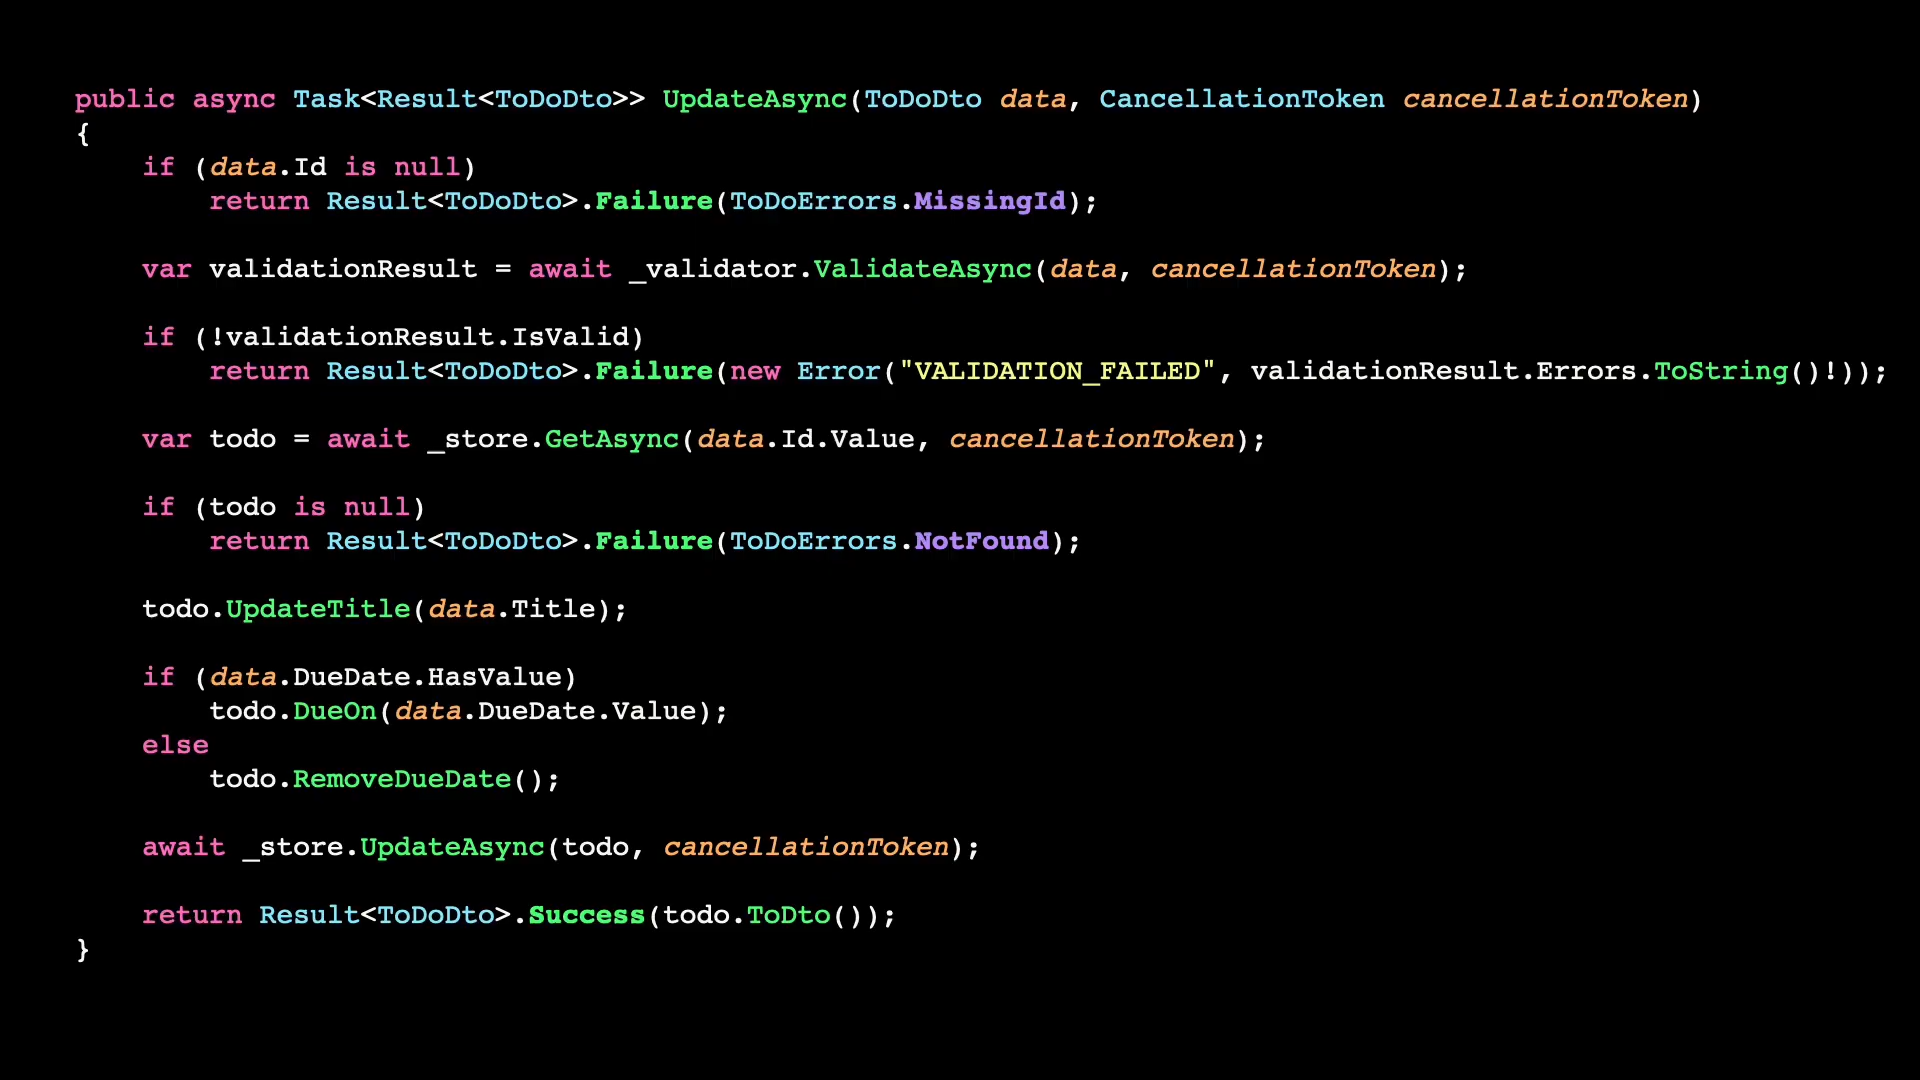 public async Task<Result<ToDoDto>> UpdateAsync(ToDoDto data, CancellationToken cancellationToken)
{
    if (data.Id is null)
        return Result<ToDoDto>.Failure(ToDoErrors.MissingId);

    var validationResult = await _validator.ValidateAsync(data, cancellationToken);

    if (!validationResult.IsValid)
        return Result<ToDoDto>.Failure(new Error("VALIDATION_FAILED", validationResult.Errors.ToString()!));

    var todo = await _store.GetAsync(data.Id.Value, cancellationToken);

    if (todo is null)
        return Result<ToDoDto>.Failure(ToDoErrors.NotFound);

    todo.UpdateTitle(data.Title);

    if (data.DueDate.HasValue)
        todo.DueOn(data.DueDate.Value);
    else
        todo.RemoveDueDate();

    await _store.UpdateAsync(todo, cancellationToken);

    return Result<ToDoDto>.Success(todo.ToDto());
}